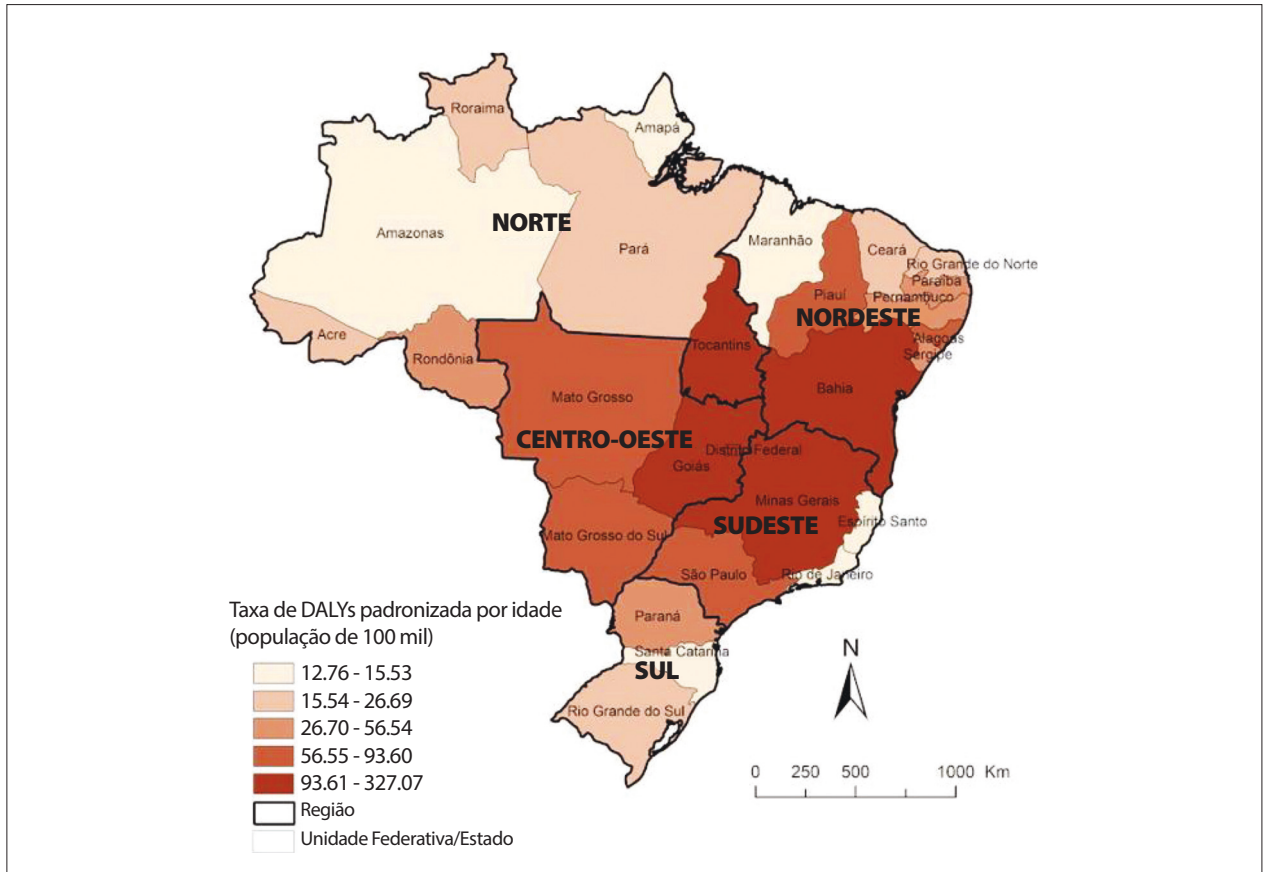 Roraima
Amapá
Amazonas
NORTE
Pará
Maranhão
Ceará
Rio Grande do Norte
Paraíba
Piauí
Pernambuco
NORDESTE
Acre
Rondônia
Tocantins
Alagoas
Sergipe
Bahia
Mato Grosso
CENTRO-OESTE
Distrito Federal
Goiás
Minas Gerais
SUDESTE
Espírito Santo
Mato Grosso do Sul
São Paulo
Rio de Janeiro
Paraná
Santa Catarina
SUL
Rio Grande do Sul
Taxa de DALYs padronizada por idade
(população de 100 mil)
12.76 - 15.53
15.54 - 26.69
26.70 - 56.54
56.55 - 93.60
93.61 - 327.07
Região
Unidade Federativa/Estado
N
0 250 500 1000 Km